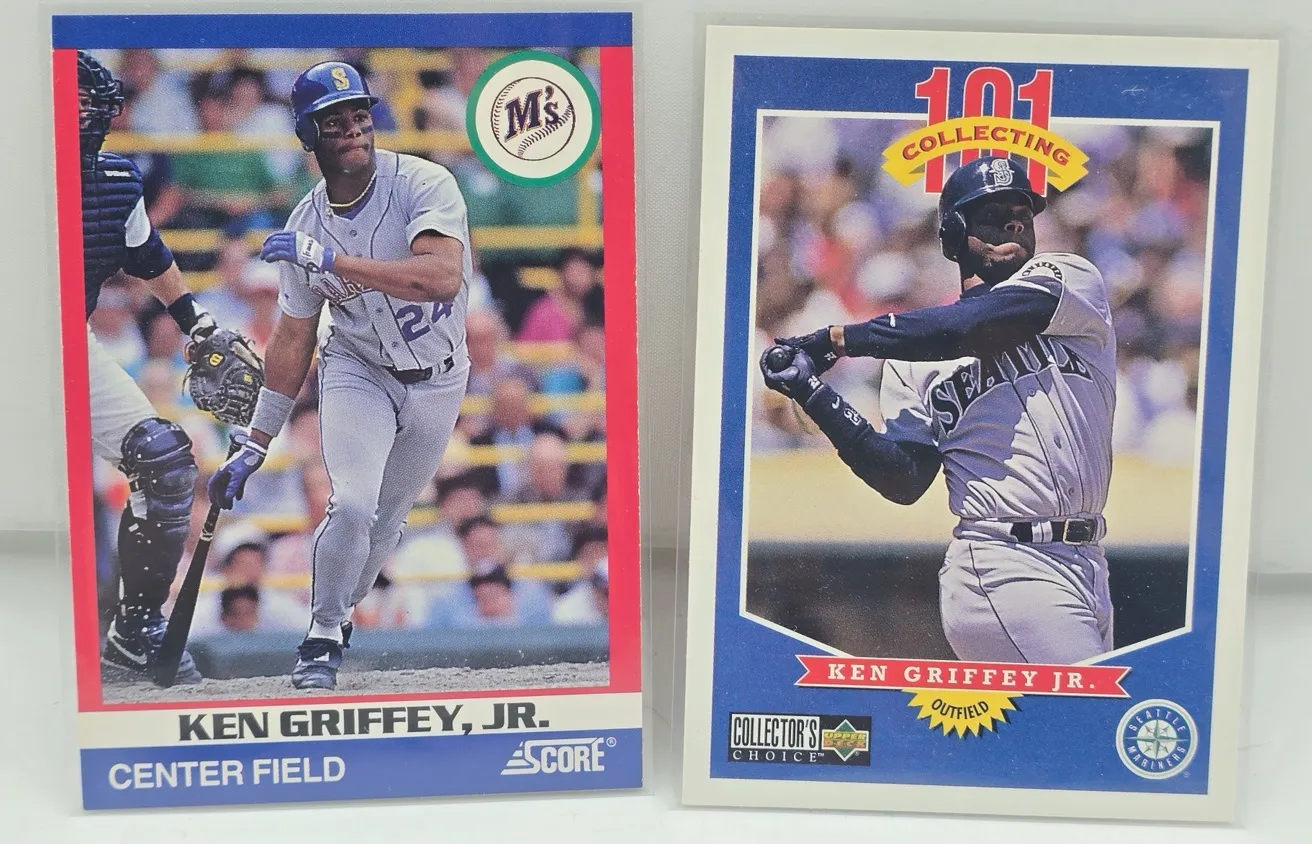 S
M's
24
KEN GRIFFEY, JR.
CENTER FIELD
SCORE®
101
COLLECTING
S
SEATTLE
KEN GRIFFEY JR.
OUTFIELD
COLLECTOR'S
CHOICE™
UPPER
DECK
SEATTLE
MARINERS